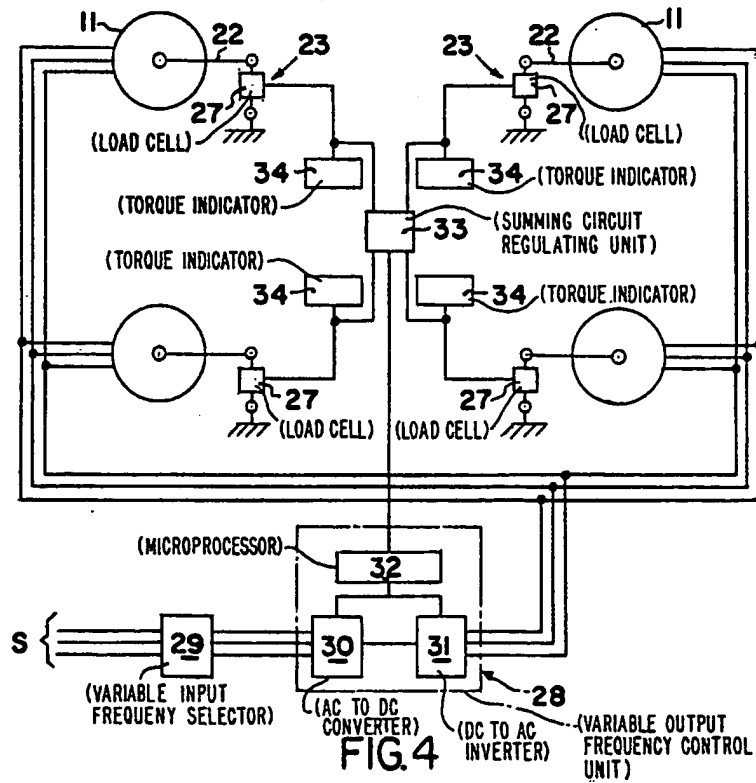 11
22
23
27
(LOAD CELL)
34
(TORQUE INDICATOR)
(TORQUE INDICATOR)
34
27
(LOAD CELL)
23
22
11
27
(LOAD CELL)
34
(TORQUE INDICATOR)
33
(SUMMING CIRCUIT
REGULATING UNIT)
34
(TORQUE INDICATOR)
27
(LOAD CELL)
(MICROPROCESSOR)
32
S
29
30
31
28
(VARIABLE INPUT
FREQUENY SELECTOR)
(AC TO DC
CONVERTER)
(DC TO AC
INVERTER)
(VARIABLE OUTPUT
FREQUENCY CONTROL
UNIT)
FIG. 4